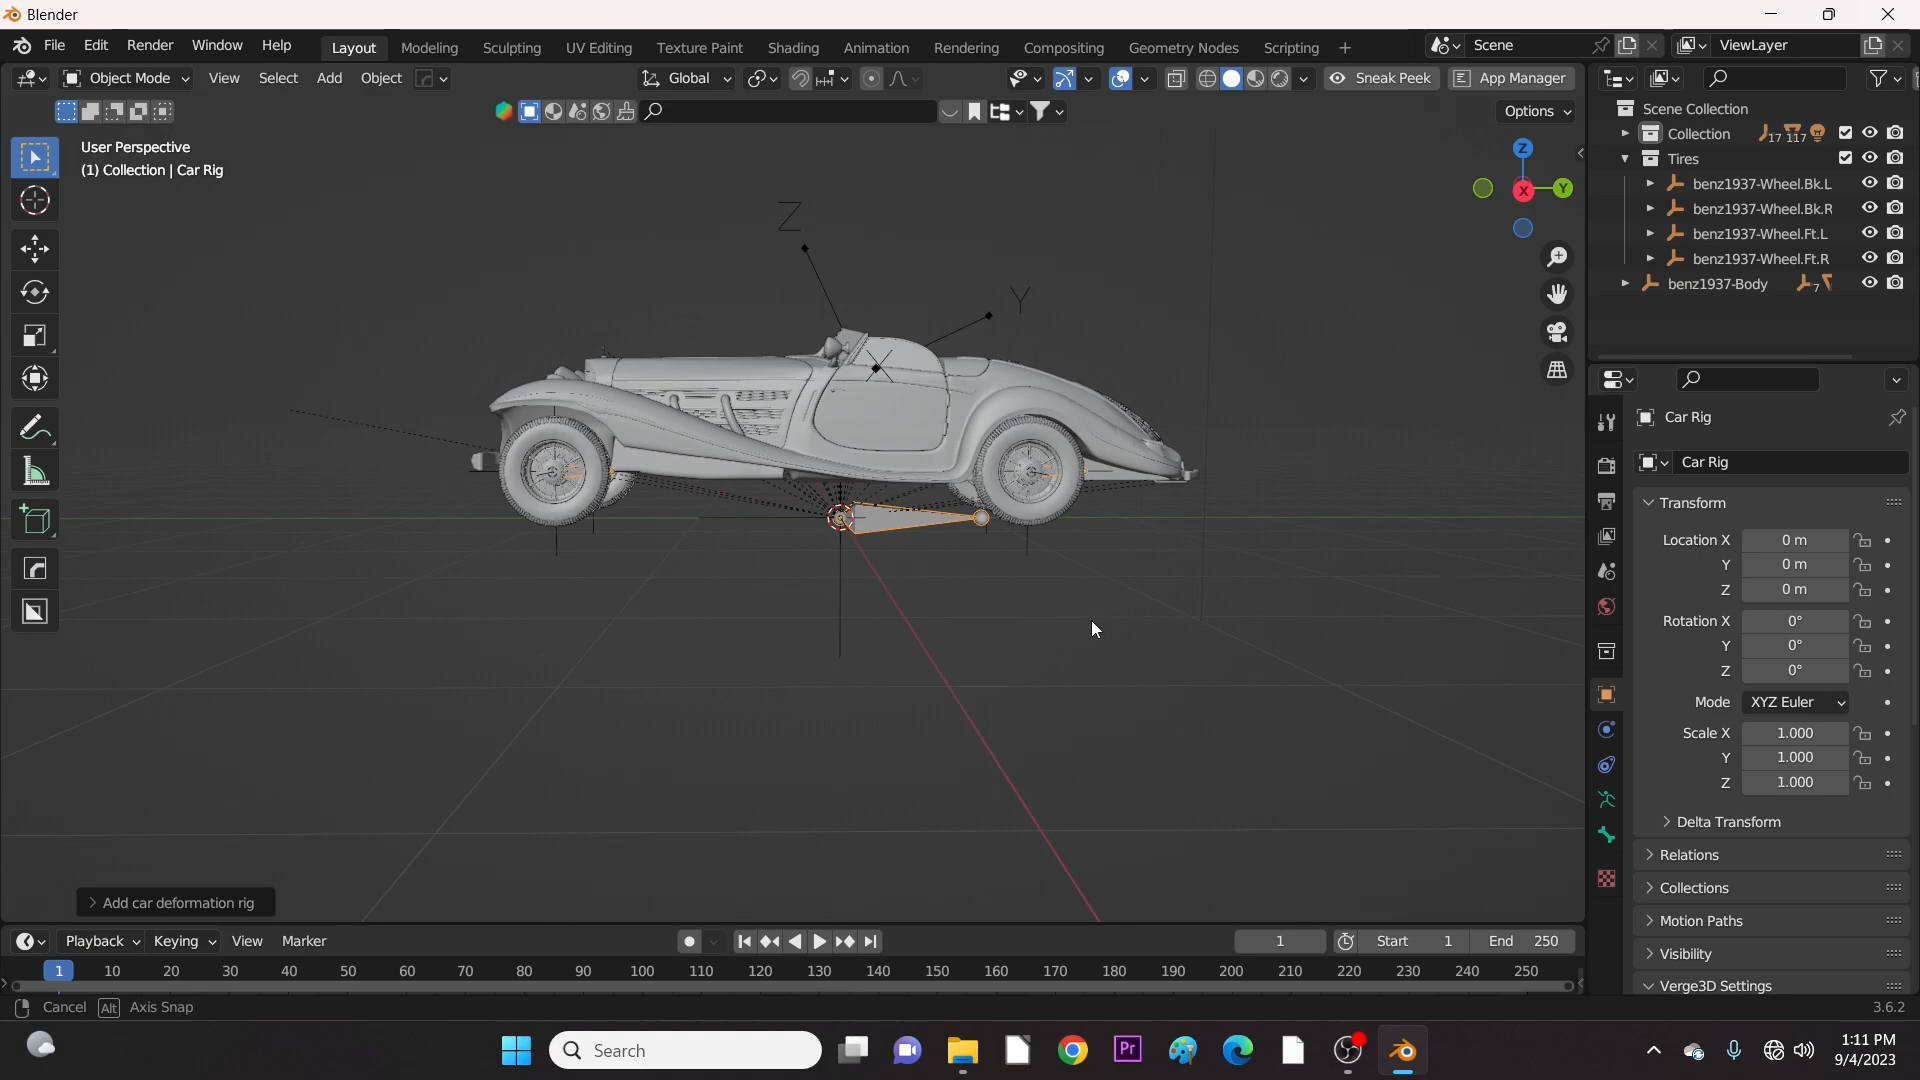 Blender
File Edit Render Window Help Layout Modeling Sculpting UV Editing Texture Paint Shading Animation Rendering Compositing Geometry Nodes Scripting + Scene ViewLayer
Object Mode View Select Add Object Global Sneak Peek App Manager
Options
User Perspective
(1) Collection | Car Rig
Z
Y
X
Z
Y
X
Scene Collection
Collection 17 117
Tires
benz1937-Wheel.Bk.L
benz1937-Wheel.Bk.R
benz1937-Wheel.Ft.L
benz1937-Wheel.Ft.R
benz1937-Body 7
Car Rig
Car Rig
Transform
Location X 0 m
Y 0 m
Z 0 m
Rotation X 0°
Y 0°
Z 0°
Mode XYZ Euler
Scale X 1.000
Y 1.000
Z 1.000
Delta Transform
Relations
Collections
Motion Paths
Visibility
Verge3D Settings
Add car deformation rig
Playback Keying View Marker 1 Start 1 End 250
1 10 20 30 40 50 60 70 80 90 100 110 120 130 140 150 160 170 180 190 200 210 220 230 240 250
Cancel Alt Axis Snap 3.6.2
Search Pr 1:11 PM
9/4/2023